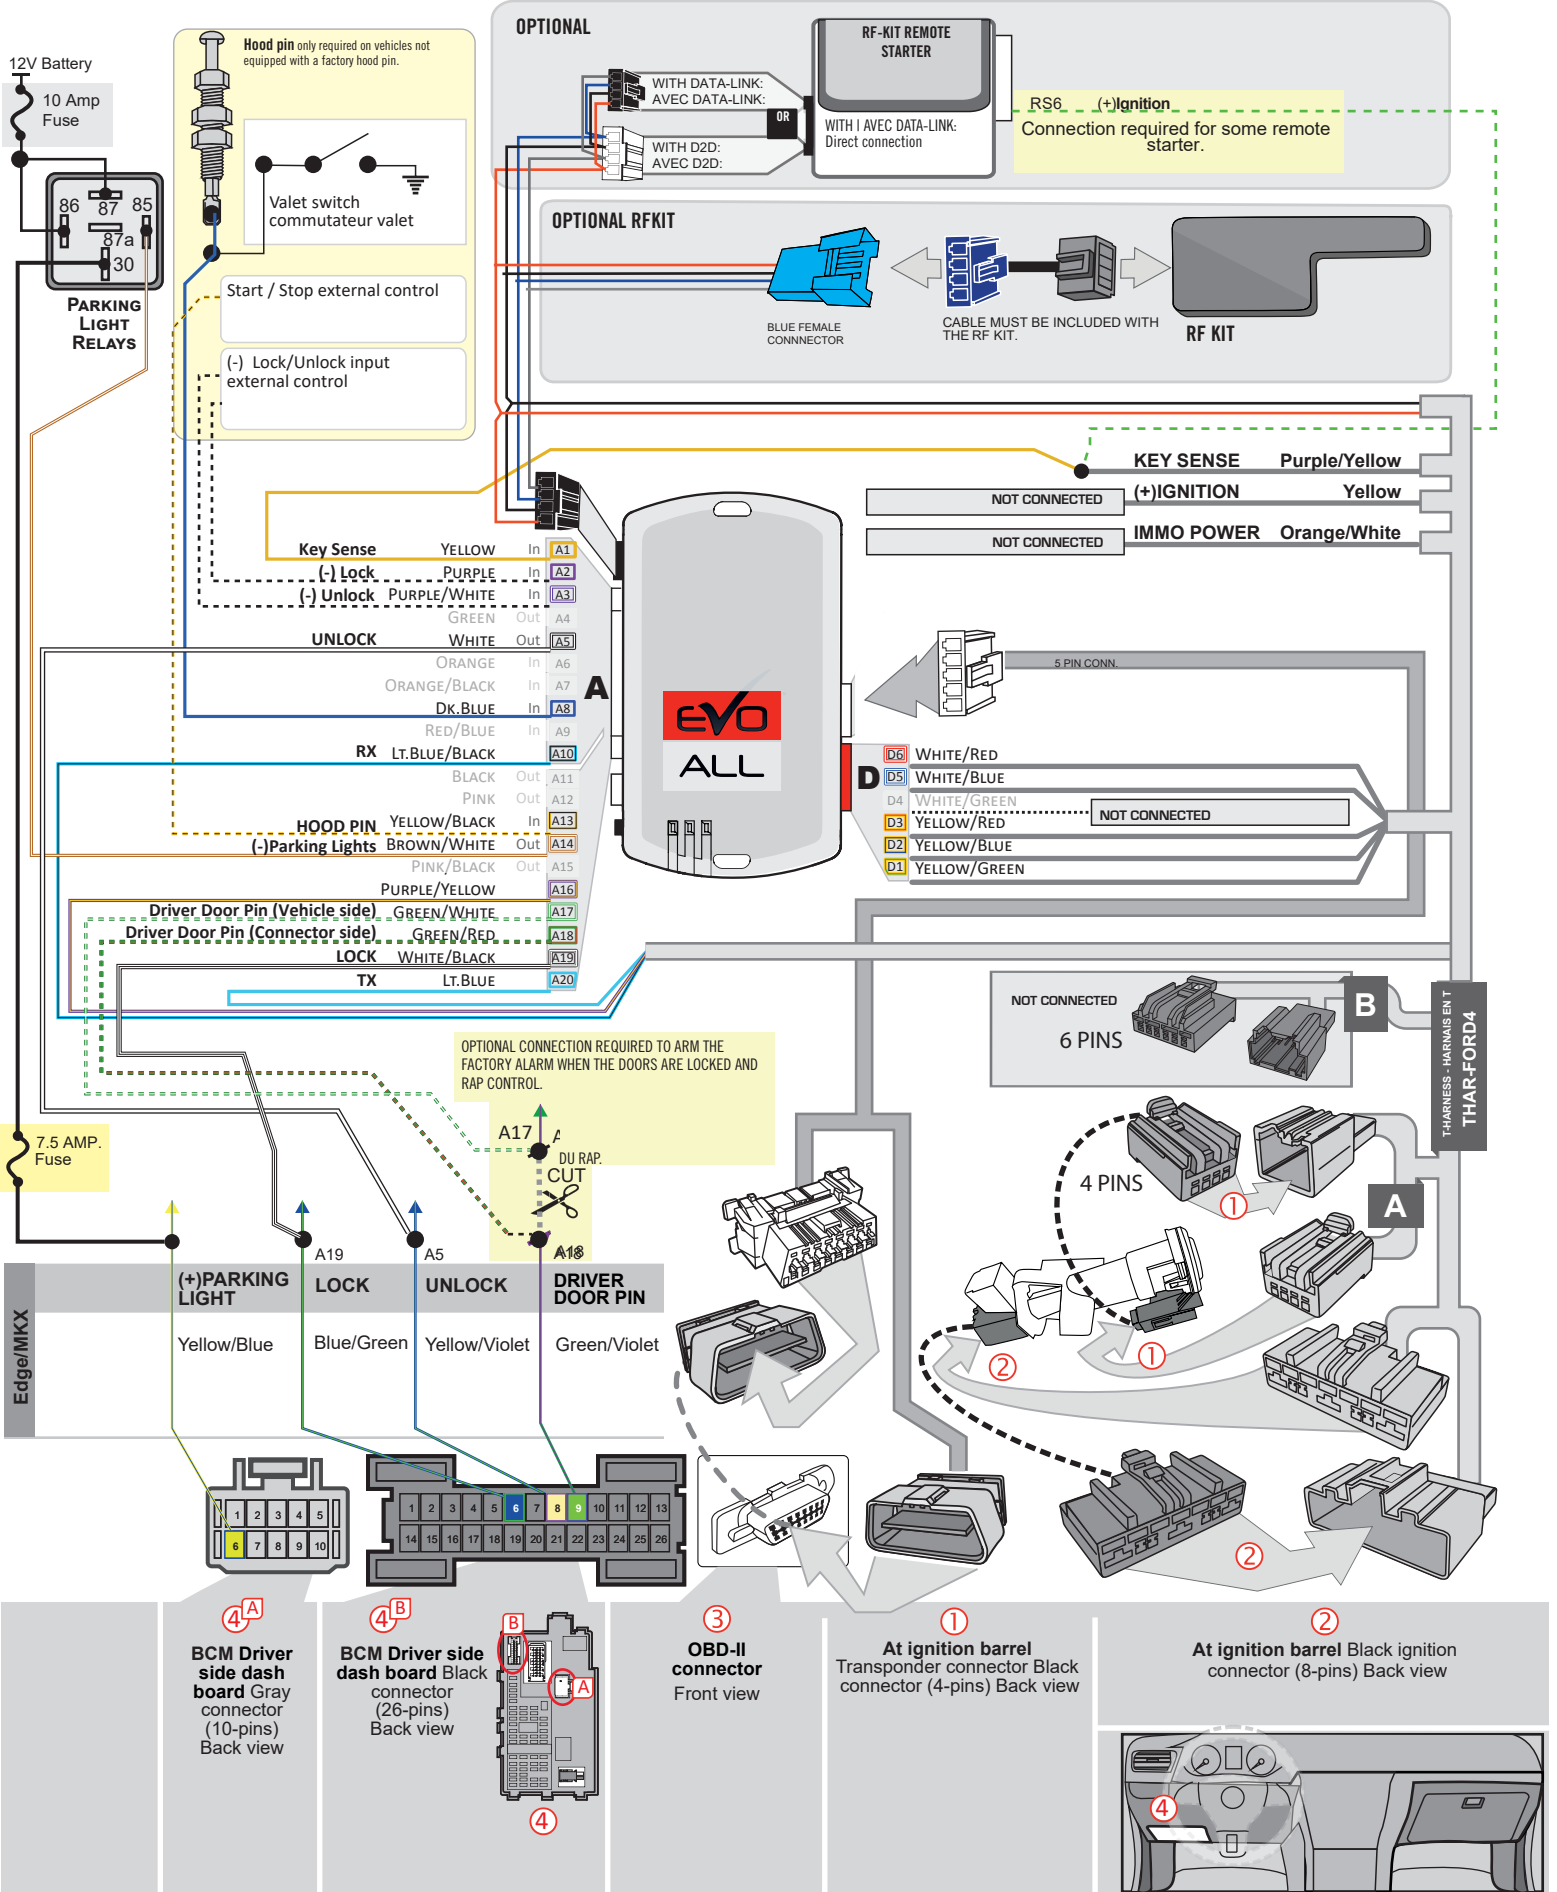 OPTIONAL
RF-KIT REMOTE
STARTER
WITH DATA-LINK:
AVEC DATA-LINK:
OR
WITH D2D:
AVEC D2D:
WITH I AVEC DATA-LINK:
Direct connection
RS6 (+)Ignition
Connection required for some remote
starter.
12V Battery
10 Amp
Fuse
86
87
85
87a
30
PARKING
LIGHT
RELAYS
Hood pin only required on vehicles not
equipped with a factory hood pin.
Valet switch
commutateur valet
Start / Stop external control
(-) Lock/Unlock input
external control
OPTIONAL RFKIT
BLUE FEMALE
CONNNECTOR
CABLE MUST BE INCLUDED WITH
THE RF KIT.
RF KIT
KEY SENSE Purple/Yellow
NOT CONNECTED (+)IGNITION Yellow
NOT CONNECTED IMMO POWER Orange/White
Key Sense YELLOW In A1
(-) Lock PURPLE In A2
(-) Unlock PURPLE/WHITE In A3
GREEN Out A4
UNLOCK WHITE Out A5
ORANGE In A6
ORANGE/BLACK In A7
DK.BLUE In A8
RED/BLUE In A9
RX LT.BLUE/BLACK A10
BLACK Out A11
PINK Out A12
HOOD PIN YELLOW/BLACK In A13
(-)Parking Lights BROWN/WHITE Out A14
PINK/BLACK Out A15
PURPLE/YELLOW A16
Driver Door Pin (Vehicle side) GREEN/WHITE A17
Driver Door Pin (Connector side) GREEN/RED A18
LOCK WHITE/BLACK A19
TX LT.BLUE A20
A
EVO
ALL
5 PIN CONN.
D
D6 WHITE/RED
D5 WHITE/BLUE
D4 WHITE/GREEN
NOT CONNECTED
D3 YELLOW/RED
D2 YELLOW/BLUE
D1 YELLOW/GREEN
NOT CONNECTED
6 PINS
B
T-HARNESS - HARNAIS EN T
THAR-FORD4
4 PINS
1
A
2
1
2
OPTIONAL CONNECTION REQUIRED TO ARM THE
FACTORY ALARM WHEN THE DOORS ARE LOCKED AND
RAP CONTROL.
A17
DU RAP.
CUT
A18
7.5 AMP.
Fuse
A19
A5
Edge/MKX
(+)PARKING
LIGHT
LOCK
UNLOCK
DRIVER
DOOR PIN
Yellow/Blue
Blue/Green
Yellow/Violet
Green/Violet
1 2 3 4 5
6 7 8 9 10
1 2 3 4 5 6 7 8 9 10 11 12 13
14 15 16 17 18 19 20 21 22 23 24 25 26
4 A
BCM Driver
side dash
board Gray
connector
(10-pins)
Back view
4 B
BCM Driver side
dash board Black
connector
(26-pins)
Back view
B
A
4
3
OBD-II
connector
Front view
1
At ignition barrel
Transponder connector Black
connector (4-pins) Back view
2
At ignition barrel Black ignition
connector (8-pins) Back view
4